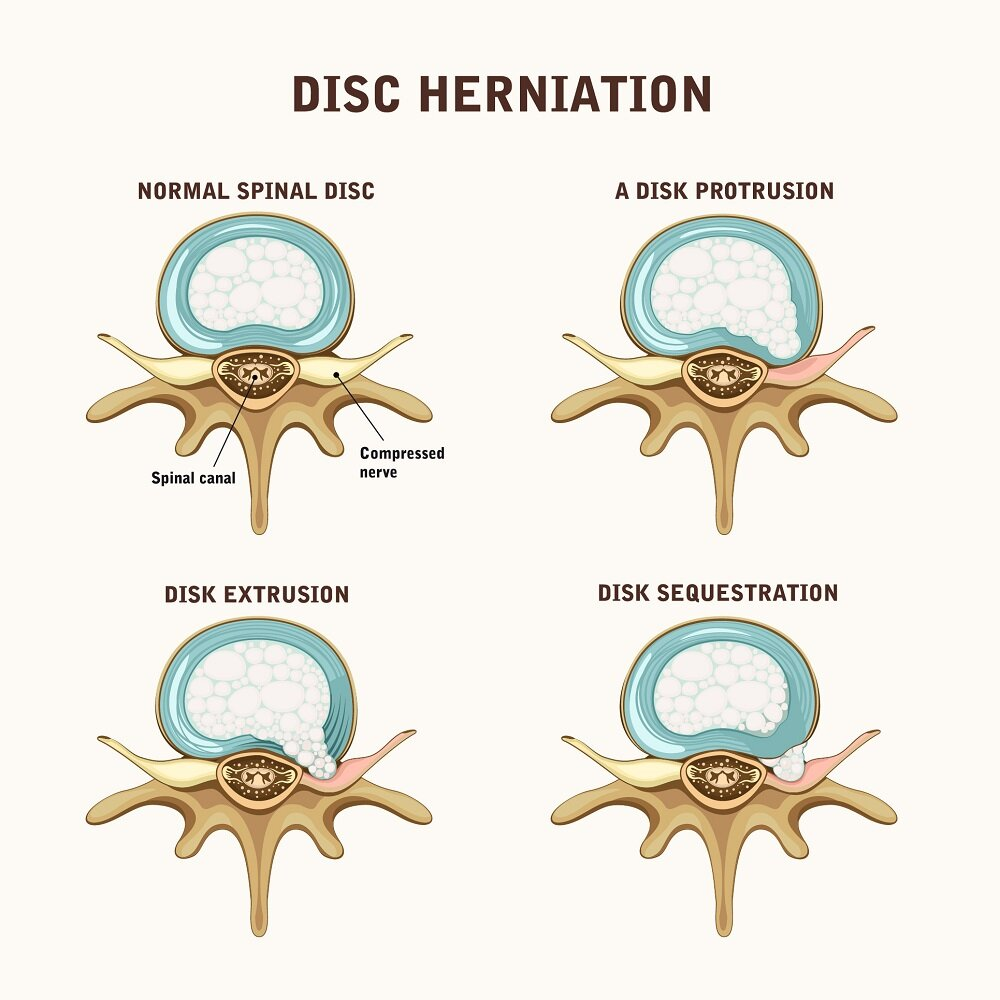 DISC HERNIATION
NORMAL SPINAL DISC
A DISK PROTRUSION
Spinal canal
Compressed
nerve
DISK EXTRUSION
DISK SEQUESTRATION